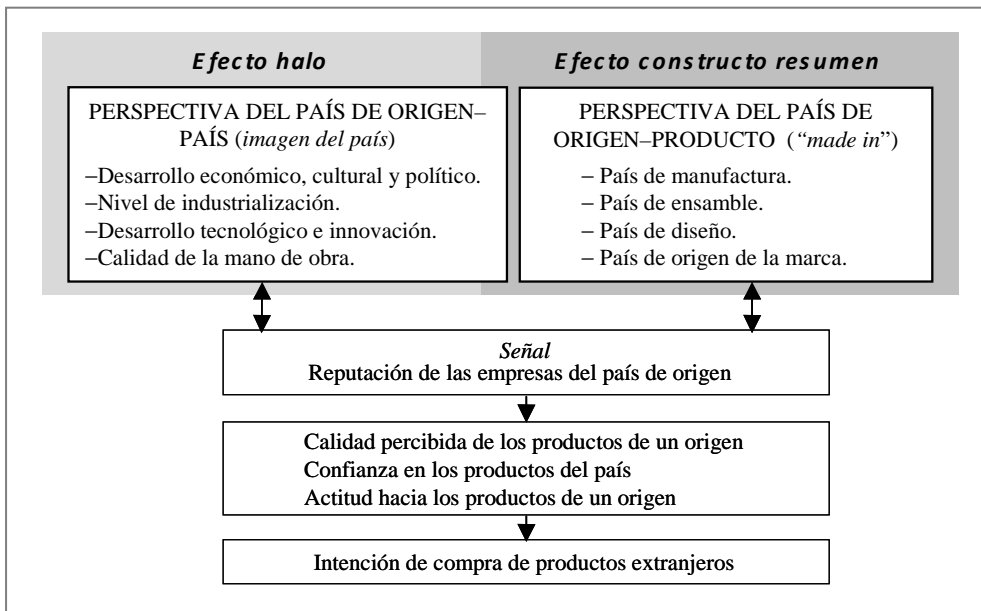 Efecto halo
PERSPECTIVA DEL PAÍS DE ORIGEN–
PAÍS (imagen del país)
–Desarrollo económico, cultural y político.
–Nivel de industrialización.
–Desarrollo tecnológico e innovación.
–Calidad de la mano de obra.
Efecto constructo resumen
PERSPECTIVA DEL PAÍS DE
ORIGEN–PRODUCTO (“made in”)
– País de manufactura.
– País de ensamble.
– País de diseño.
– País de origen de la marca.
Señal
Reputación de las empresas del país de origen
Calidad percibida de los productos de un origen
Confianza en los productos del país
Actitud hacia los productos de un origen
Intención de compra de productos extranjeros